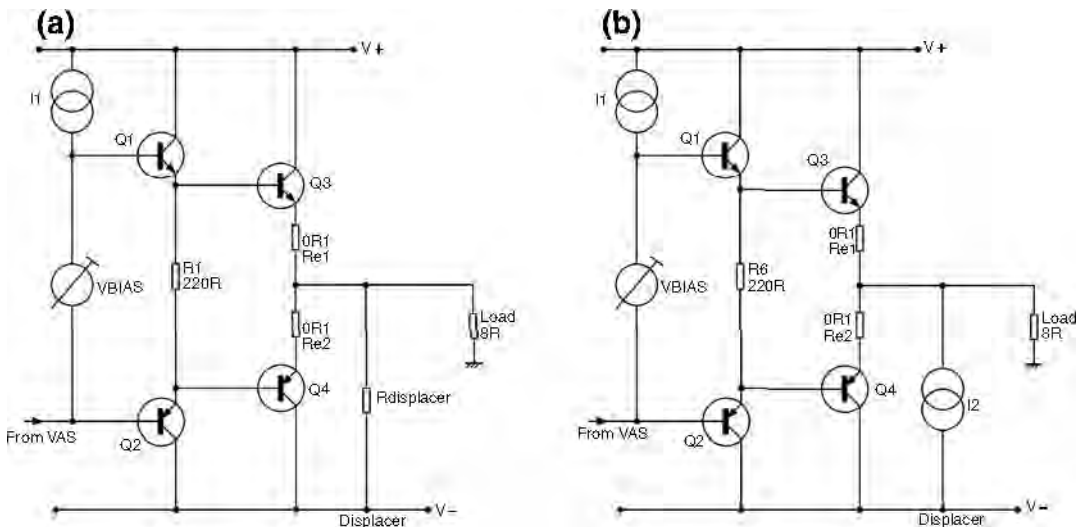 (a)
V+
I1
Q1
Q3
0R1
Re1
R1
220R
VBIAS
Load
8R
0R1
Re2
Q4
Rdisplacer
From VAS
Q2
V–
Displacer
(b)
V+
I1
Q1
Q3
0R1
Re1
R6
220R
VBIAS
Load
8R
0R1
Re2
Q4
I2
From VAS
Q2
V–
Displacer